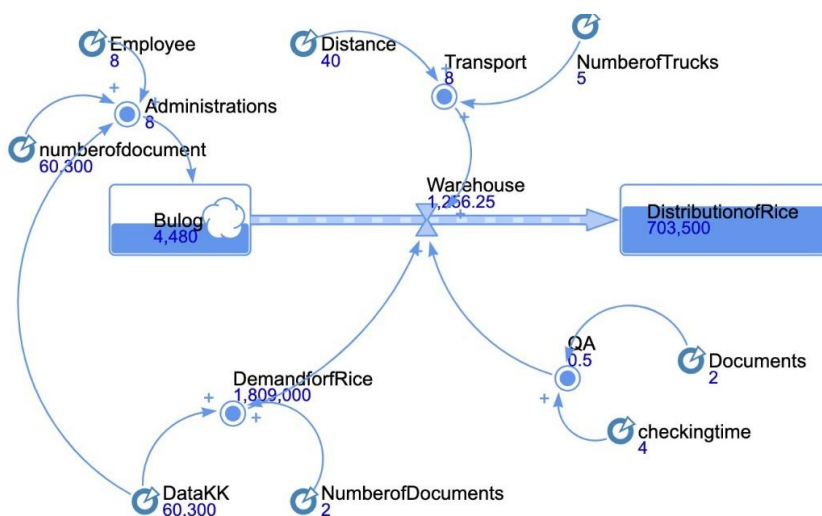 Employee
8
Distance
40
Transport
8
NumberofTrucks
5
Administrations
8
numberofdocument
60,300
Bulog
4,480
Warehouse
1,256.25
DistributionofRice
703,500
DemandforfRice
1,809,000
QA
0.5
Documents
2
checkingtime
4
DataKK
60,300
NumberofDocuments
2